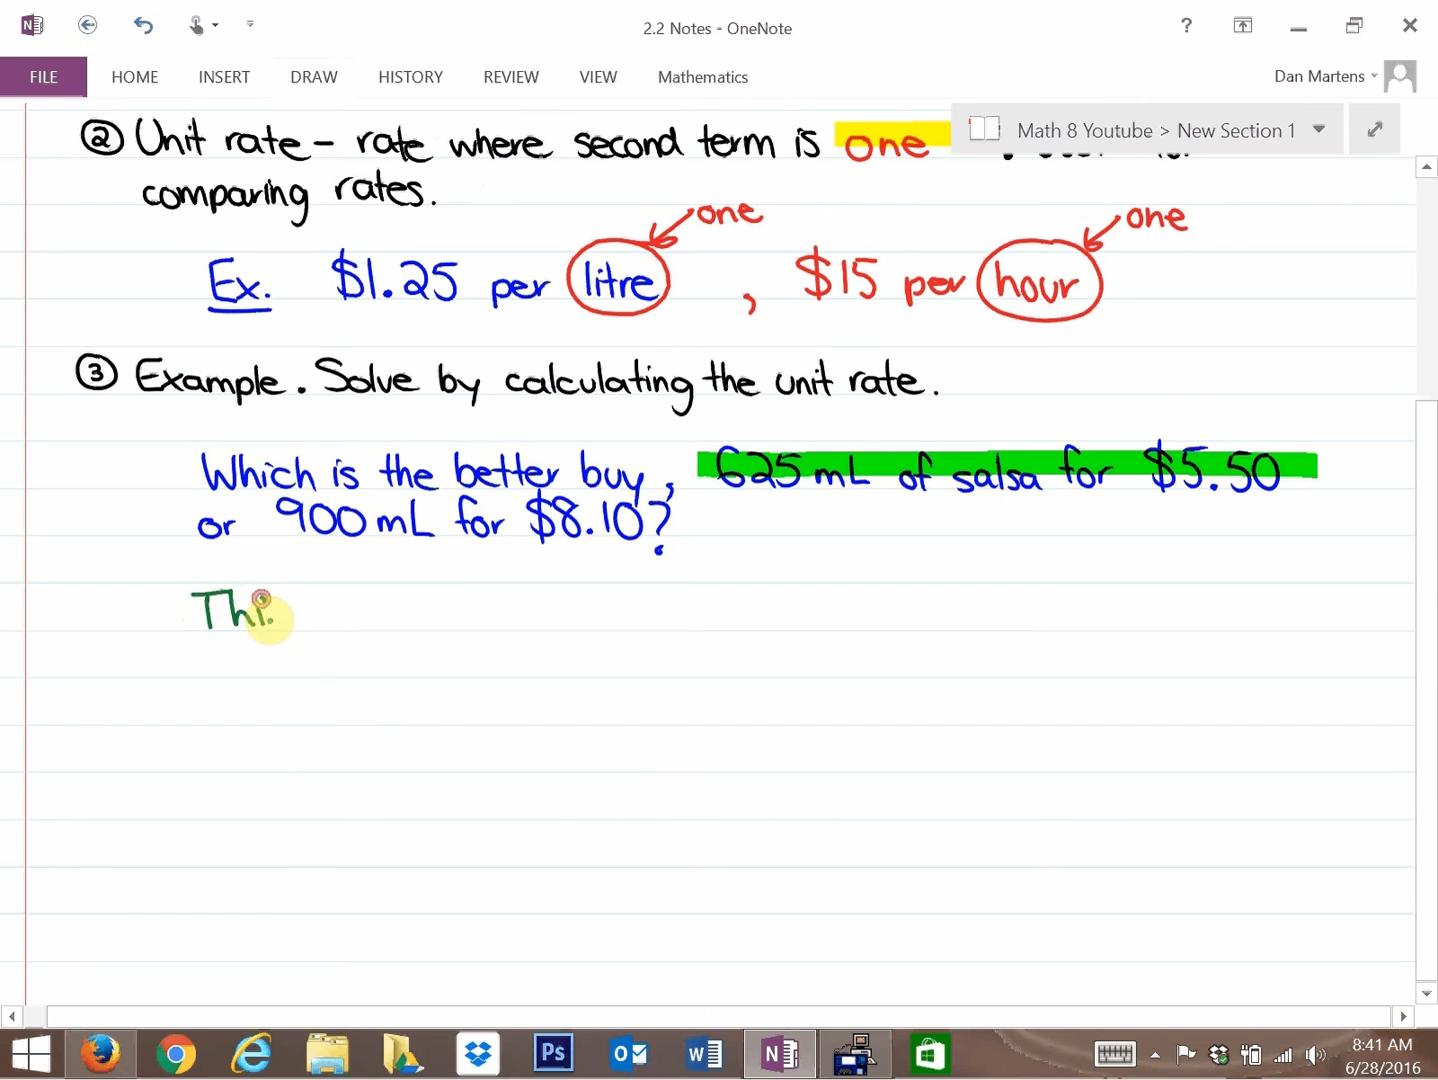 2.2 Notes - OneNote
?
FILE HOME INSERT DRAW HISTORY REVIEW VIEW Mathematics
Dan Martens
Math 8 Youtube > New Section 1
② Unit rate - rate where second term is one
comparing rates.
one
one
Ex. $1.25 per litre , $15 per hour
③ Example. Solve by calculating the unit rate.
Which is the better buy, 625 mL of salsa for $5.50
or 900 mL for $8.10?
Thi
8:41 AM
6/28/2016